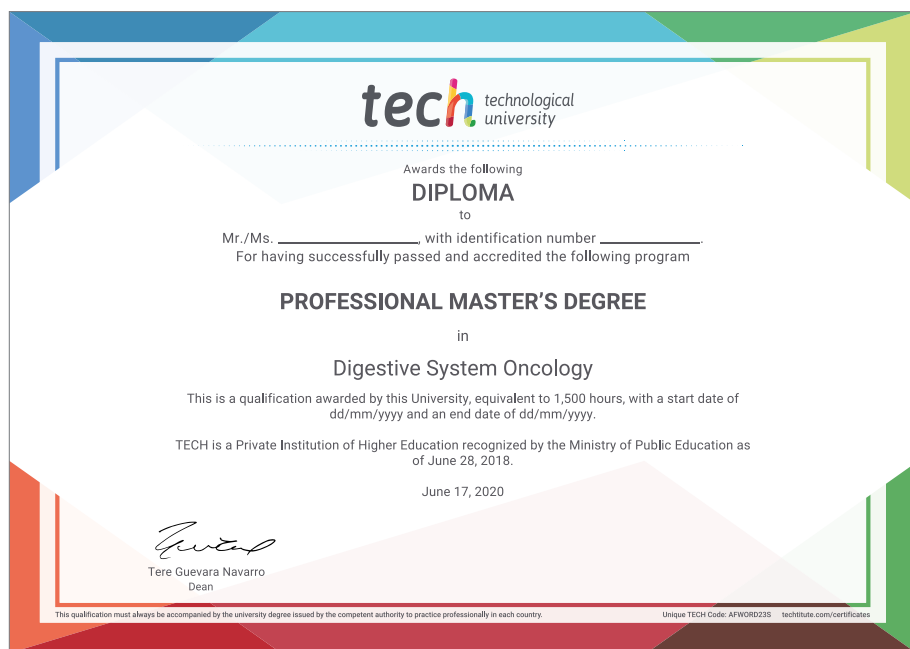 tech technological
university
Awards the following
DIPLOMA
to
Mr./Ms. ____________, with identification number ____________.
For having successfully passed and accredited the following program
PROFESSIONAL MASTER'S DEGREE
in
Digestive System Oncology
This is a qualification awarded by this University, equivalent to 1,500 hours, with a start date of
dd/mm/yyyy and an end date of dd/mm/yyyy.
TECH is a Private Institution of Higher Education recognized by the Ministry of Public Education as
of June 28, 2018.
June 17, 2020
Tere Guevara Navarro
Dean
This qualification must always be accompanied by the university degree issued by the competent authority to practice professionally in each country.
Unique TECH Code: AFWORD23S techtitute.com/certificates